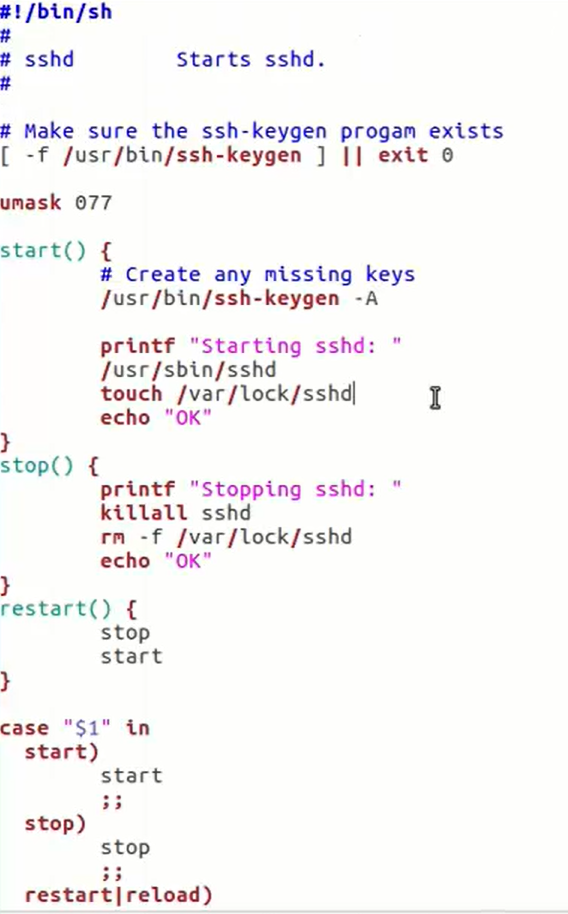 #!/bin/sh
#
# sshd        Starts sshd.
#
# Make sure the ssh-keygen progam exists
[ -f /usr/bin/ssh-keygen ] || exit 0
umask 077
start() {
        # Create any missing keys
        /usr/bin/ssh-keygen -A
        printf "Starting sshd: "
        /usr/sbin/sshd
        touch /var/lock/sshd
        echo "OK"
}
stop() {
        printf "Stopping sshd: "
        killall sshd
        rm -f /var/lock/sshd
        echo "OK"
}
restart() {
        stop
        start
}
case "$1" in
  start)
        start
        ;;
  stop)
        stop
        ;;
  restart|reload)